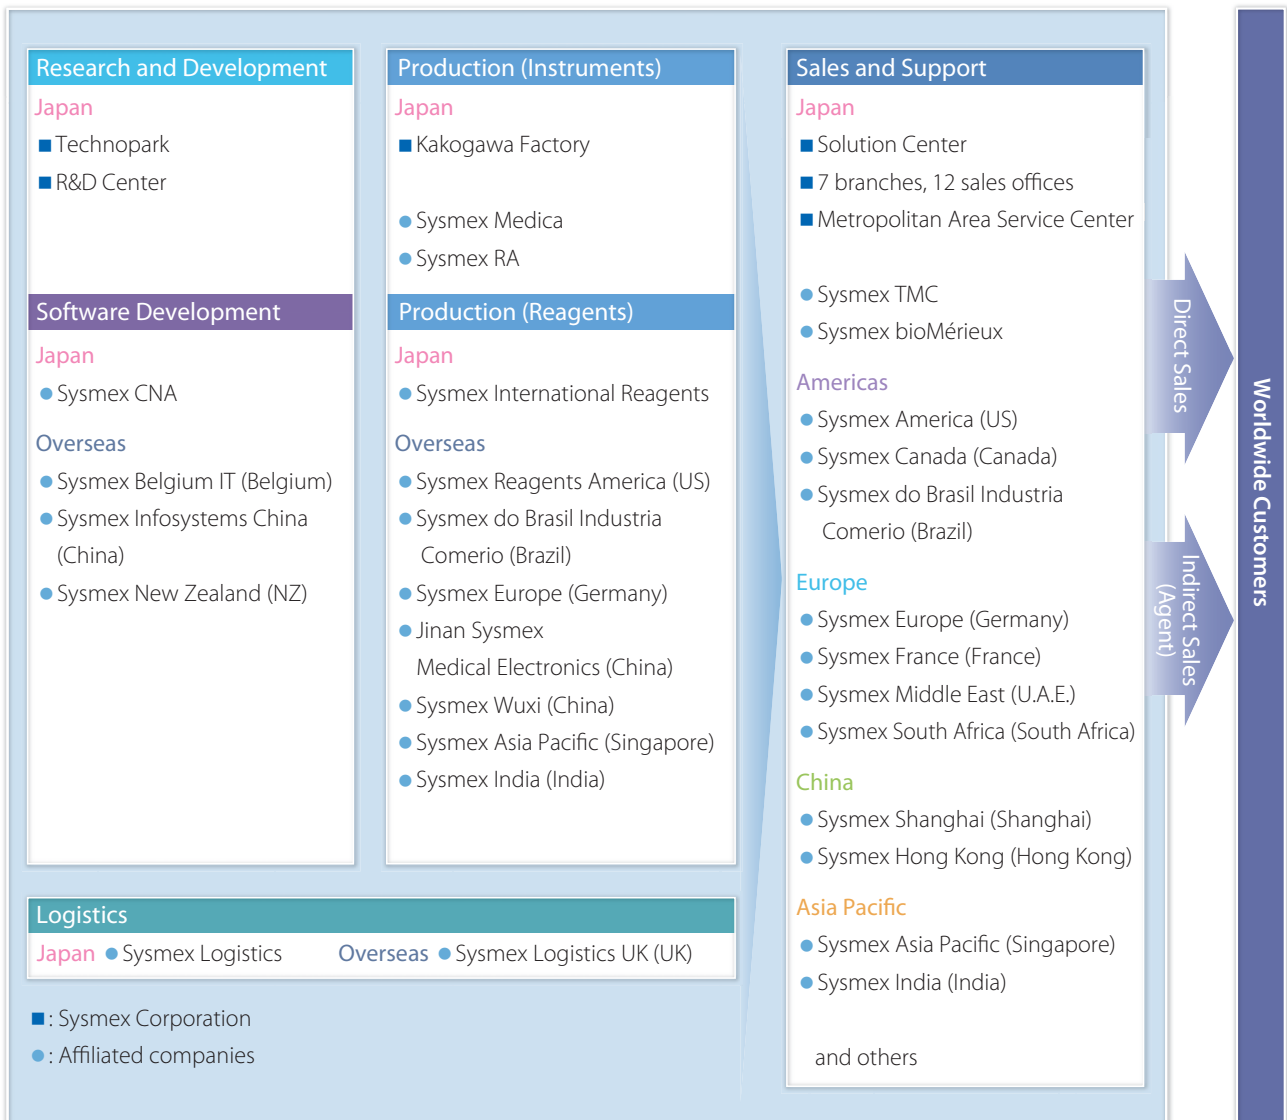 Research and Development
Japan
■ Technopark
■ R&D Center
Software Development
Japan
● Sysmex CNA
Overseas
● Sysmex Belgium IT (Belgium)
● Sysmex Infosystems China
(China)
● Sysmex New Zealand (NZ)
Production (Instruments)
Japan
■ Kakogawa Factory
● Sysmex Medica
● Sysmex RA
Production (Reagents)
Japan
● Sysmex International Reagents
Overseas
● Sysmex Reagents America (US)
● Sysmex do Brasil Industria
Comerio (Brazil)
● Sysmex Europe (Germany)
● Jinan Sysmex
Medical Electronics (China)
● Sysmex Wuxi (China)
● Sysmex Asia Pacific (Singapore)
● Sysmex India (India)
Logistics
Japan ● Sysmex Logistics Overseas ● Sysmex Logistics UK (UK)
■ : Sysmex Corporation
● : Affiliated companies
Sales and Support
Japan
■ Solution Center
■ 7 branches, 12 sales offices
■ Metropolitan Area Service Center
● Sysmex TMC
● Sysmex bioMérieux
Americas
● Sysmex America (US)
● Sysmex Canada (Canada)
● Sysmex do Brasil Industria
Comerio (Brazil)
Europe
● Sysmex Europe (Germany)
● Sysmex France (France)
● Sysmex Middle East (U.A.E.)
● Sysmex South Africa (South Africa)
China
● Sysmex Shanghai (Shanghai)
● Sysmex Hong Kong (Hong Kong)
Asia Pacific
● Sysmex Asia Pacific (Singapore)
● Sysmex India (India)
and others
Direct Sales
Indirect Sales
(Agent)
Worldwide Customers